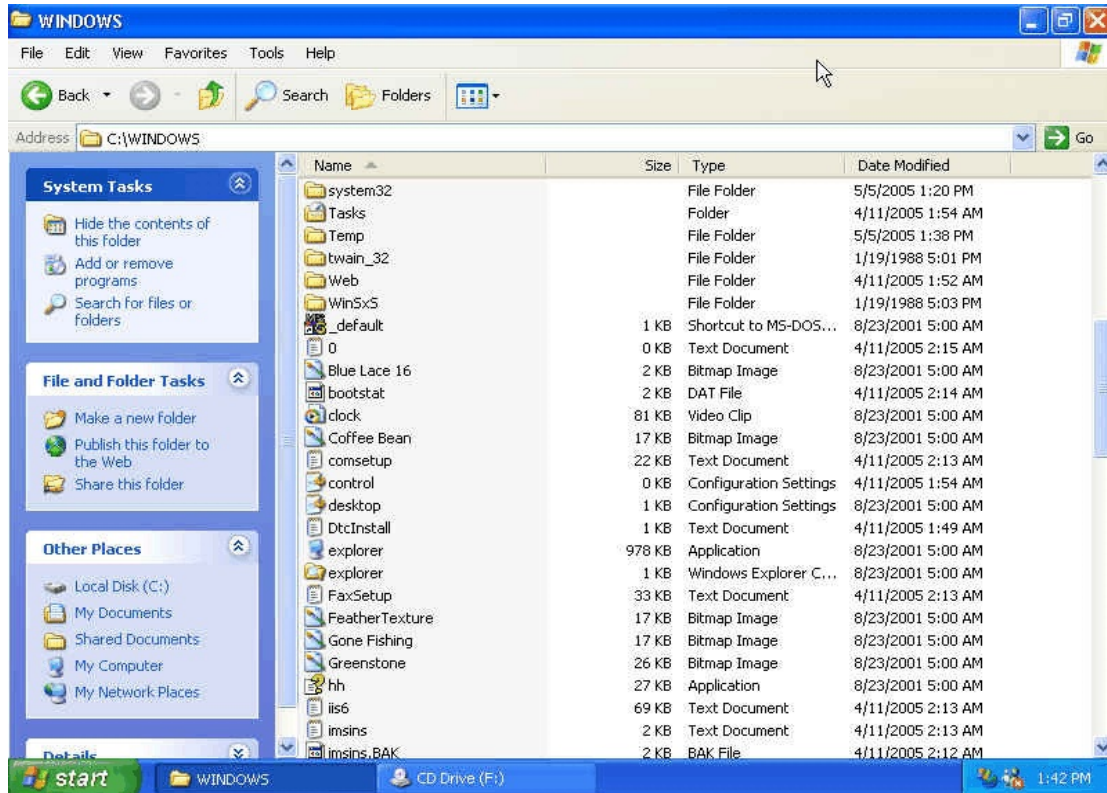 WINDOWS
File Edit View Favorites Tools Help
Back Search Folders
Address C:\WINDOWS Go
System Tasks
Hide the contents of
this folder
Add or remove
programs
Search for files or
folders
File and Folder Tasks
Make a new folder
Publish this folder to
the Web
Share this folder
Other Places
Local Disk (C:)
My Documents
Shared Documents
My Computer
My Network Places
Details
Name Size Type Date Modified
system32 File Folder 5/5/2005 1:20 PM
Tasks Folder 4/11/2005 1:54 AM
Temp File Folder 5/5/2005 1:38 PM
twain_32 File Folder 1/19/1988 5:01 PM
Web File Folder 4/11/2005 1:52 AM
WinSxS File Folder 1/19/1988 5:03 PM
_default 1 KB Shortcut to MS-DOS... 8/23/2001 5:00 AM
0 0 KB Text Document 4/11/2005 2:15 AM
Blue Lace 16 2 KB Bitmap Image 8/23/2001 5:00 AM
bootstat 2 KB DAT File 4/11/2005 2:14 AM
clock 81 KB Video Clip 8/23/2001 5:00 AM
Coffee Bean 17 KB Bitmap Image 8/23/2001 5:00 AM
comsetup 22 KB Text Document 4/11/2005 2:13 AM
control 0 KB Configuration Settings 4/11/2005 1:54 AM
desktop 1 KB Configuration Settings 8/23/2001 5:00 AM
DtcInstall 1 KB Text Document 4/11/2005 1:49 AM
explorer 978 KB Application 8/23/2001 5:00 AM
explorer 1 KB Windows Explorer C... 8/23/2001 5:00 AM
FaxSetup 33 KB Text Document 4/11/2005 2:13 AM
FeatherTexture 17 KB Bitmap Image 8/23/2001 5:00 AM
Gone Fishing 17 KB Bitmap Image 8/23/2001 5:00 AM
Greenstone 26 KB Bitmap Image 8/23/2001 5:00 AM
hh 27 KB Application 8/23/2001 5:00 AM
iis6 69 KB Text Document 4/11/2005 2:13 AM
imsins 2 KB Text Document 4/11/2005 2:13 AM
imsins.BAK 2 KB BAK File 4/11/2005 2:12 AM
start WINDOWS CD Drive (F:) 1:42 PM